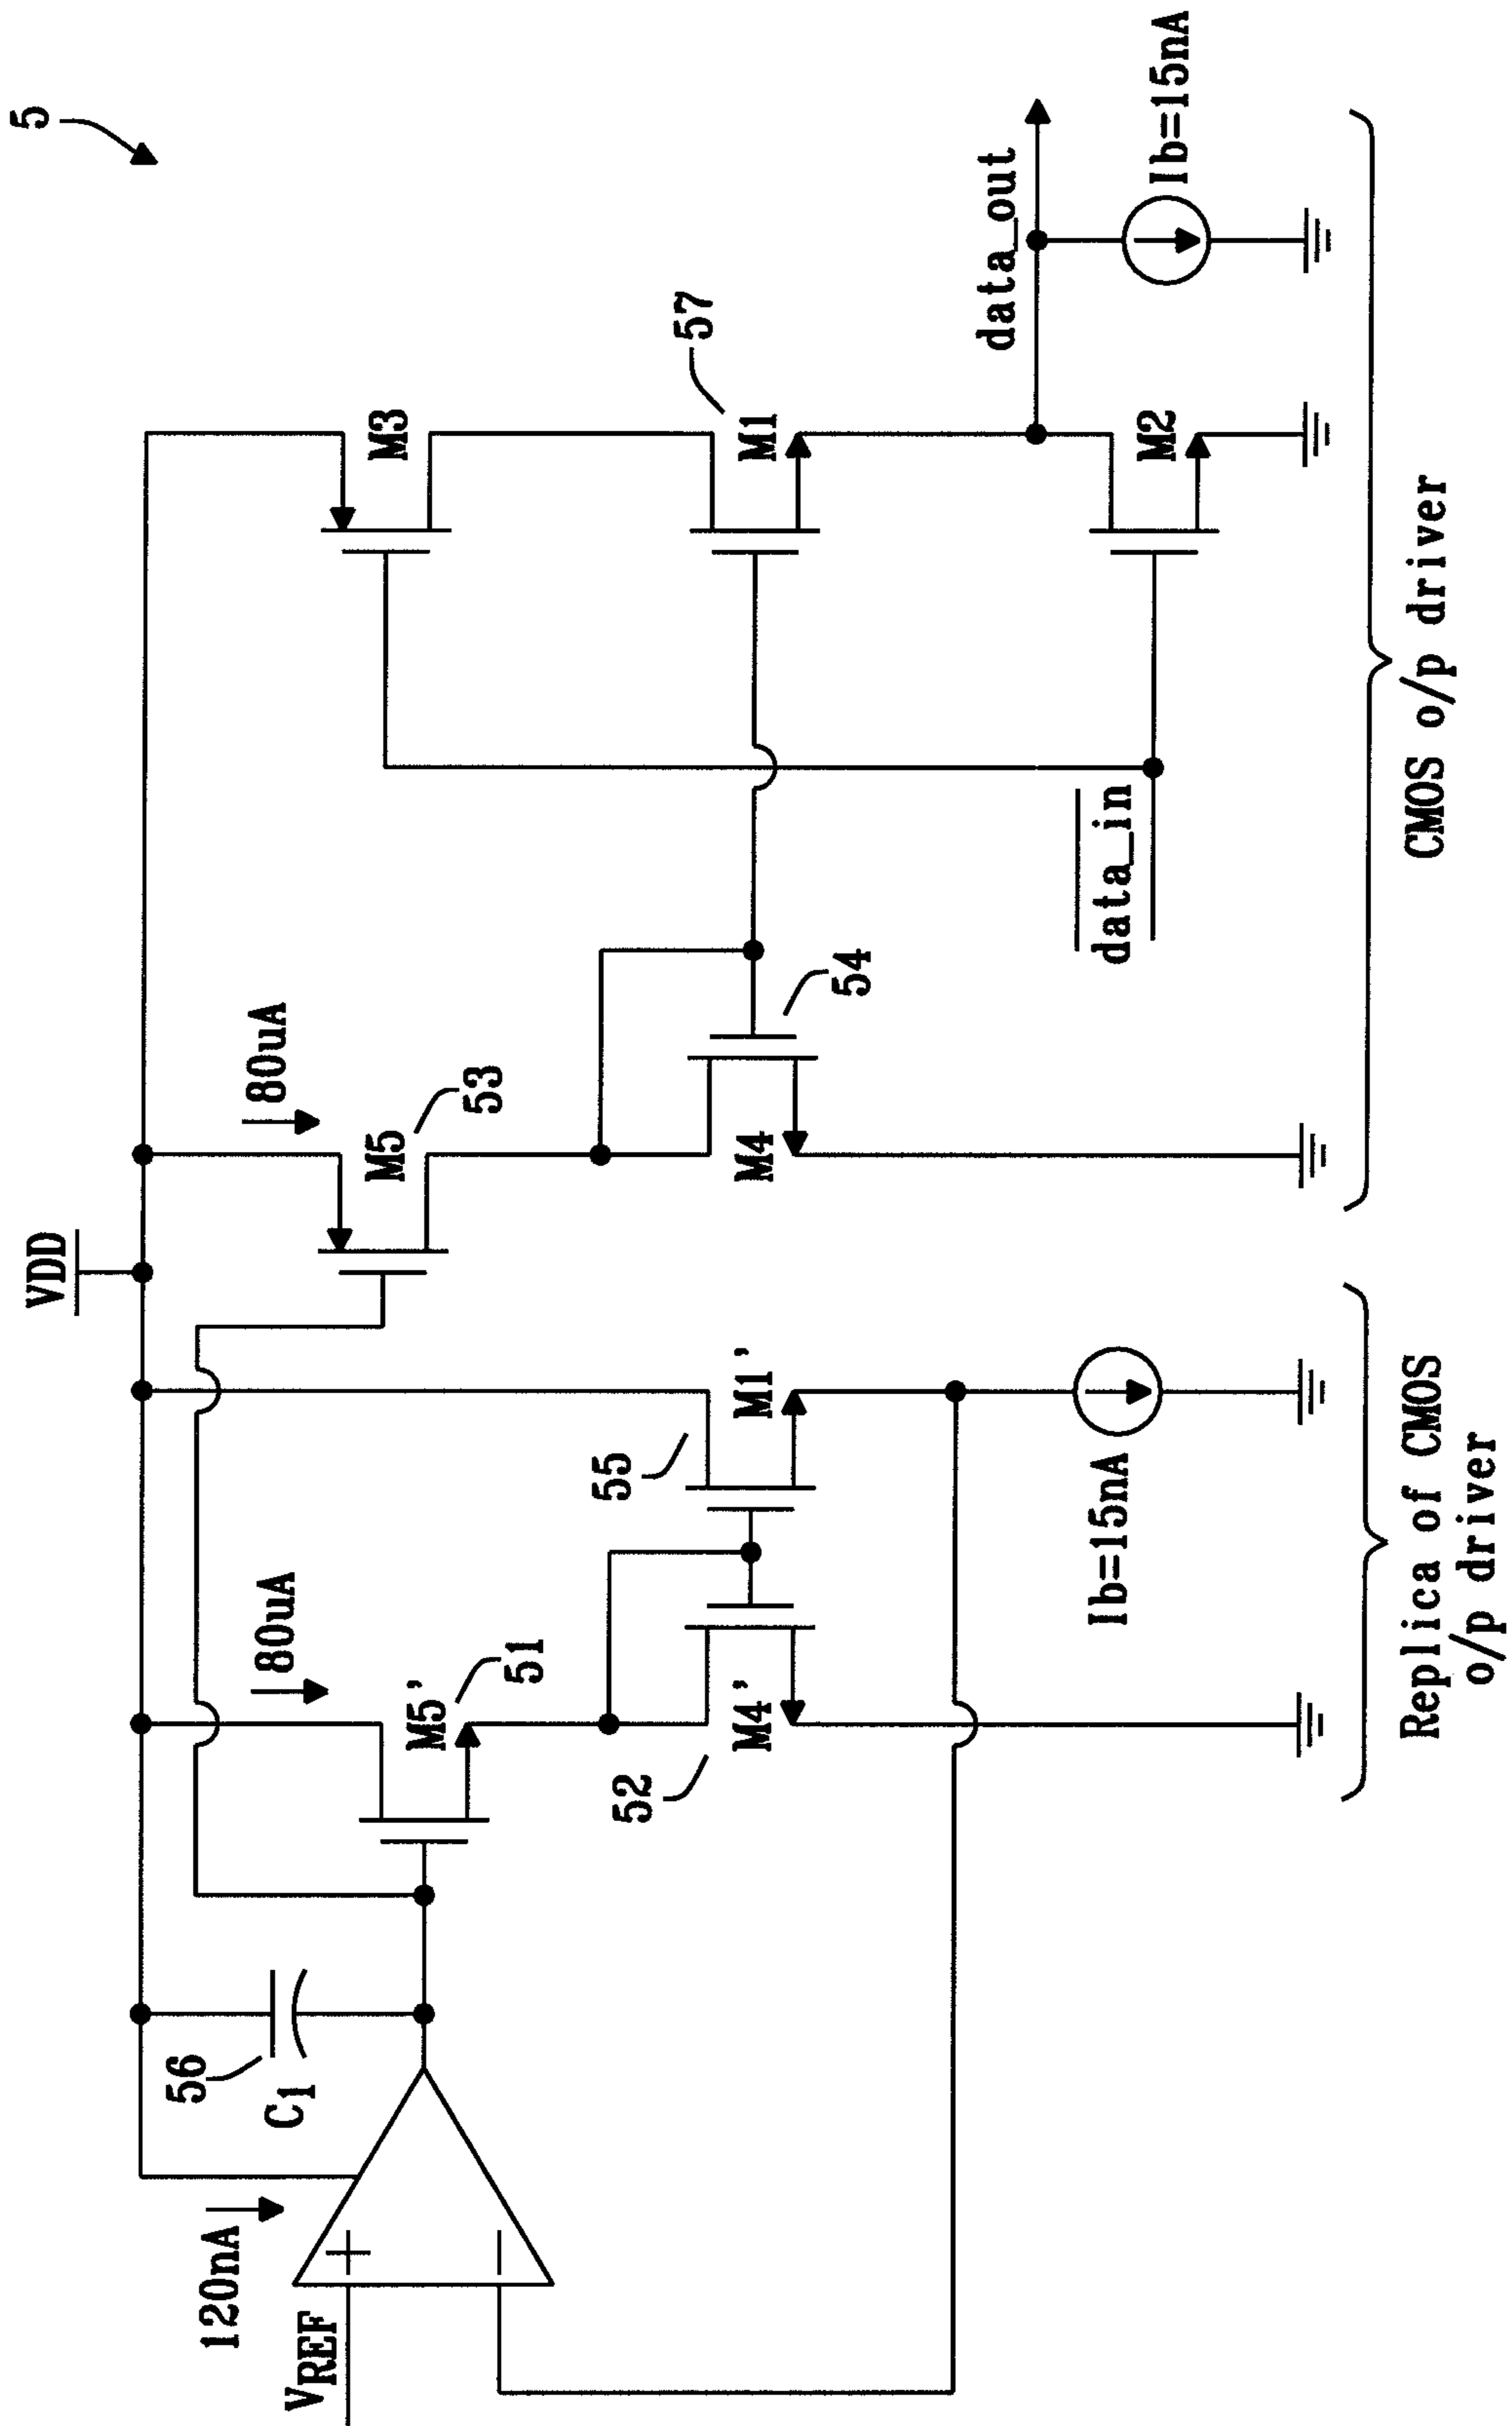 5
VDD
120nA
VREF
56
C1
80uA
M5'
51
52
M4'
55
M1'
Ib=15nA
Replica of CMOS
o/p driver
80uA
M5
53
M4
54
data_in
M3
57
M1
M2
data_out
Ib=15nA
CMOS o/p driver